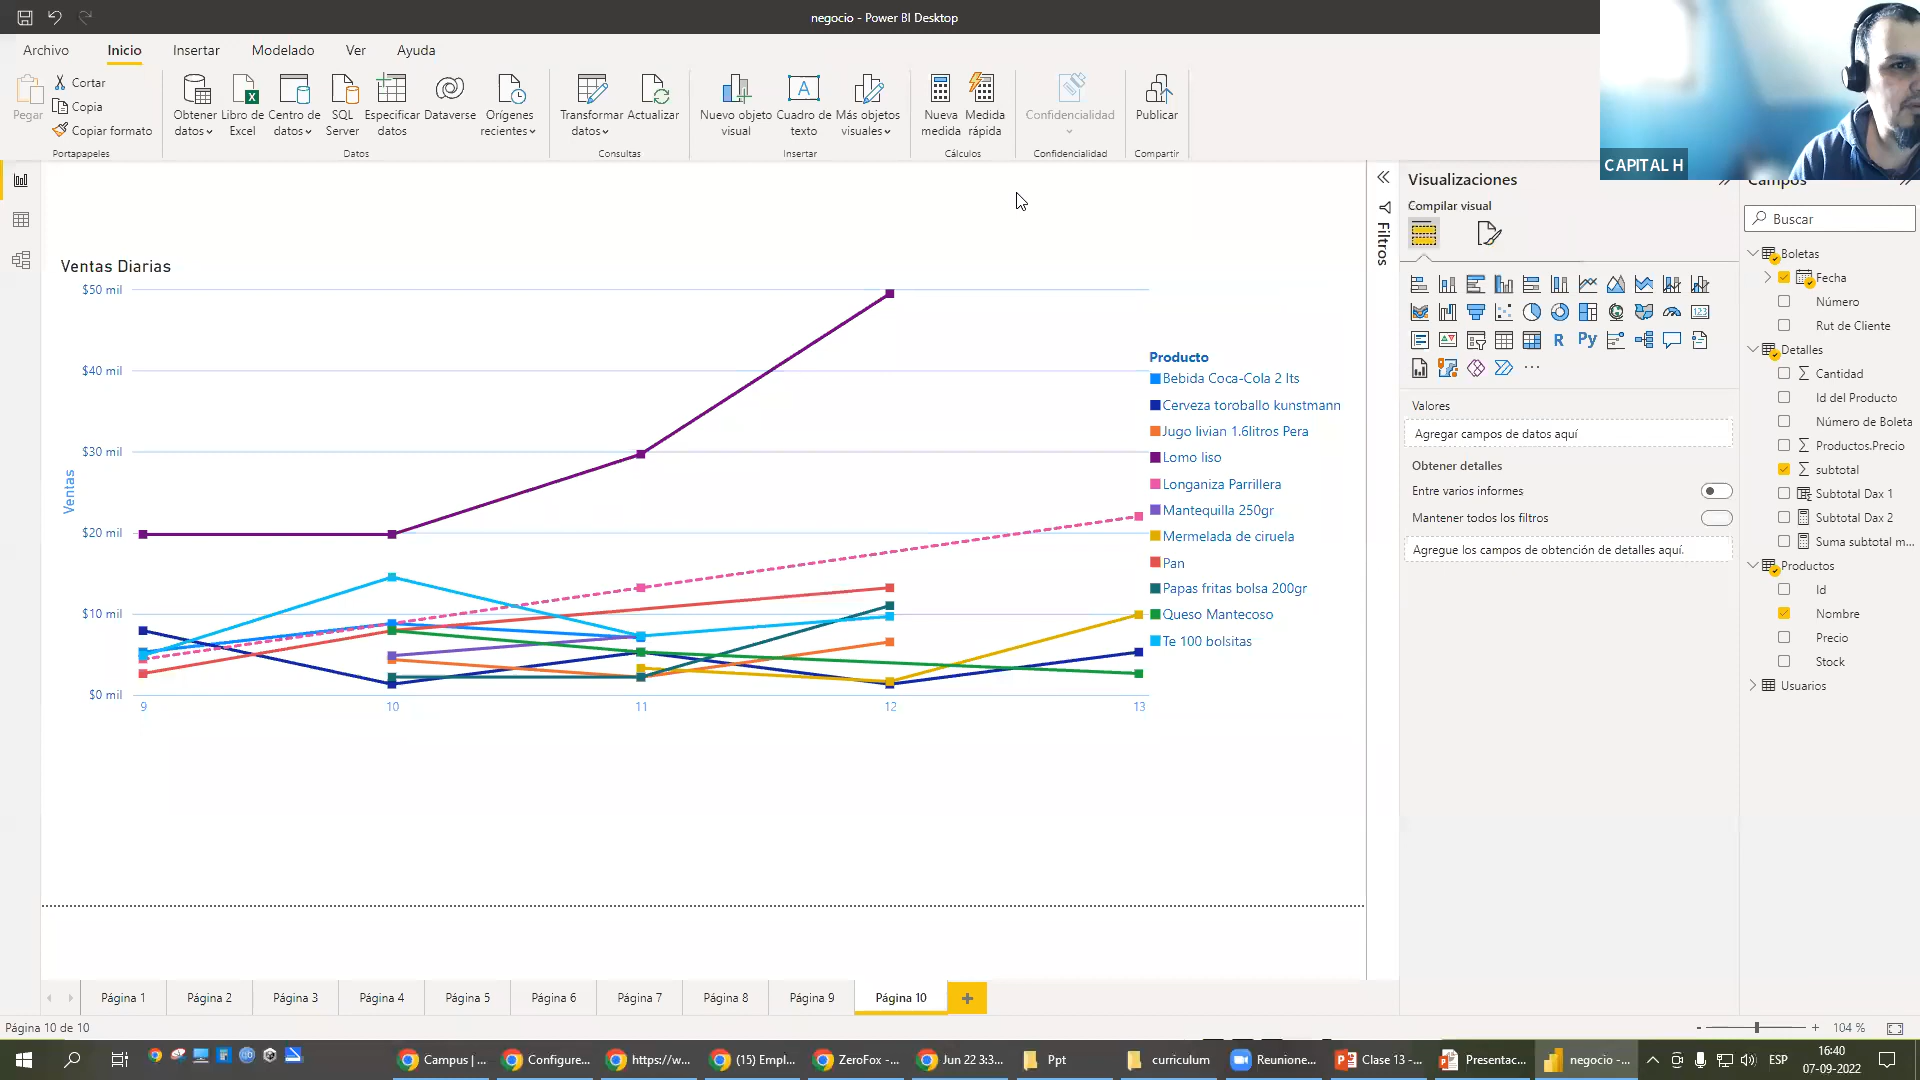 negocio - Power BI Desktop
Archivo
Inicio
Insertar
Modelado
Ver
Ayuda
Pegar
Cortar
Copia
Copiar formato
Portapapeles
Obtener datos
Libro de Excel
Centro de datos
SQL Server
Especificar datos
Dataverse
Orígenes recientes
Datos
Transformar datos
Actualizar
Consultas
Nuevo objeto visual
Cuadro de texto
Más objetos visuales
Insertar
Nueva medida
Medida rápida
Cálculos
Confidencialidad
Confidencialidad
Publicar
Compartir
CAPITAL H
Ventas Diarias
$50 mil
$40 mil
$30 mil
$20 mil
$10 mil
$0 mil
Ventas
9
10
11
12
13
Producto
Bebida Coca-Cola 2 lts
Cerveza toroballo kunstmann
Jugo livian 1.6litros Pera
Lomo liso
Longaniza Parrillera
Mantequilla 250gr
Mermelada de ciruela
Pan
Papas fritas bolsa 200gr
Queso Mantecoso
Te 100 bolsitas
Filtros
Visualizaciones
Compilar visual
123
R
Py
Valores
Agregar campos de datos aquí
Obtener detalles
Entre varios informes
Mantener todos los filtros
Agregue los campos de obtención de detalles aquí.
Campos
Buscar
Boletas
Fecha
Número
Rut de Cliente
Detalles
Cantidad
Id del Producto
Número de Boleta
Productos.Precio
subtotal
Subtotal Dax 1
Subtotal Dax 2
Suma subtotal m...
Productos
Id
Nombre
Precio
Stock
Usuarios
Página 1
Página 2
Página 3
Página 4
Página 5
Página 6
Página 7
Página 8
Página 9
Página 10
Página 10 de 10
104 %
Campus | ...
Configure...
https://w...
(15) Empl...
ZeroFox -...
Jun 22 3:3...
Ppt
curriculum
Reunione...
Clase 13 -...
Presentac...
negocio -...
ESP
16:40
07-09-2022